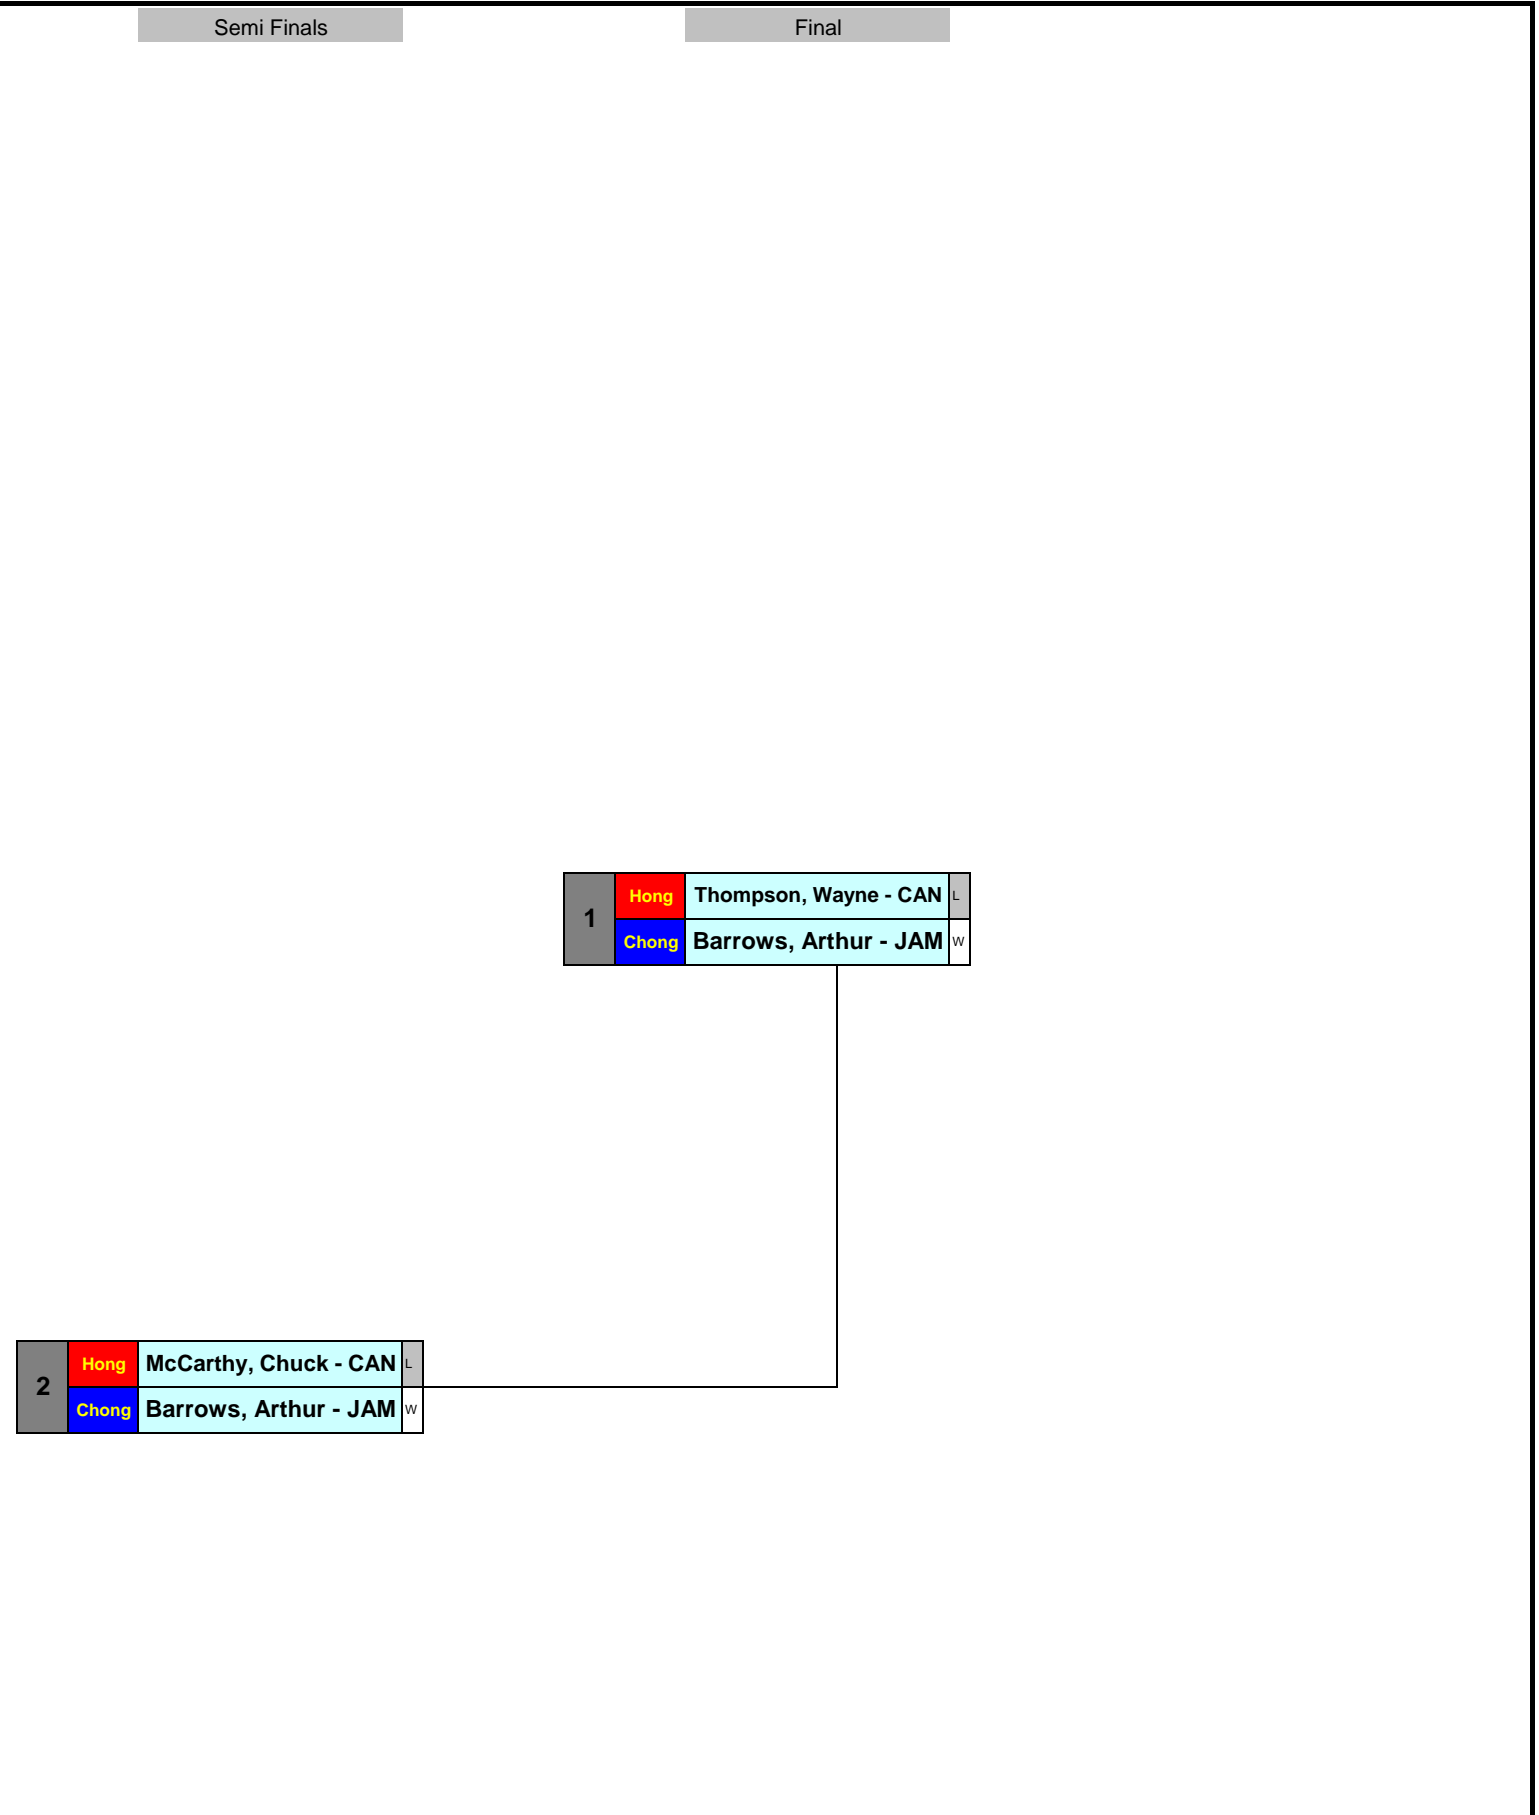 Semi Finals Final
1 Hong Thompson, Wayne - CAN L
Chong Barrows, Arthur - JAM W
2 Hong McCarthy, Chuck - CAN L
Chong Barrows, Arthur - JAM W